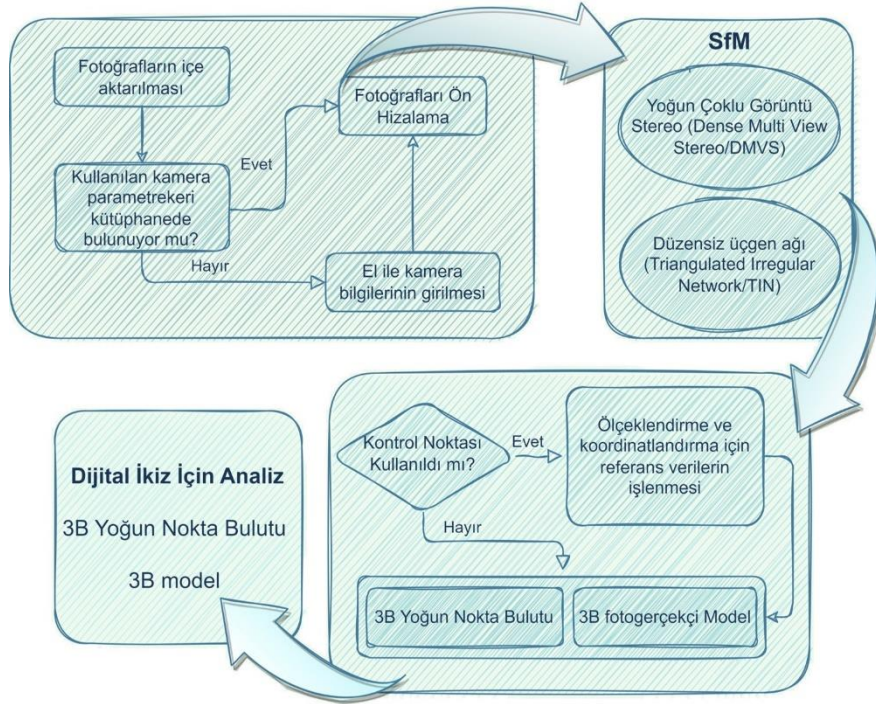 Fotoğrafların içe
aktarılması
Kullanılan kamera
parametrekeri
kütüphanede
bulunuyor mu?
Evet
Hayır
Fotoğrafları Ön
Hizalama
El ile kamera
bilgilerinin girilmesi
SfM
Yoğun Çoklu Görüntü
Stereo (Dense Multi View
Stereo/DMVS)
Düzensiz üçgen ağı
(Triangulated Irregular
Network/TIN)
Kontrol Noktası
Kullanıldı mı?
Evet
Hayır
Ölçeklendirme ve
koordinatlandırma için
referans verilerin
işlenmesi
3B Yoğun Nokta Bulutu
3B fotogerçekçi Model
Dijital İkiz İçin Analiz
3B Yoğun Nokta Bulutu
3B model